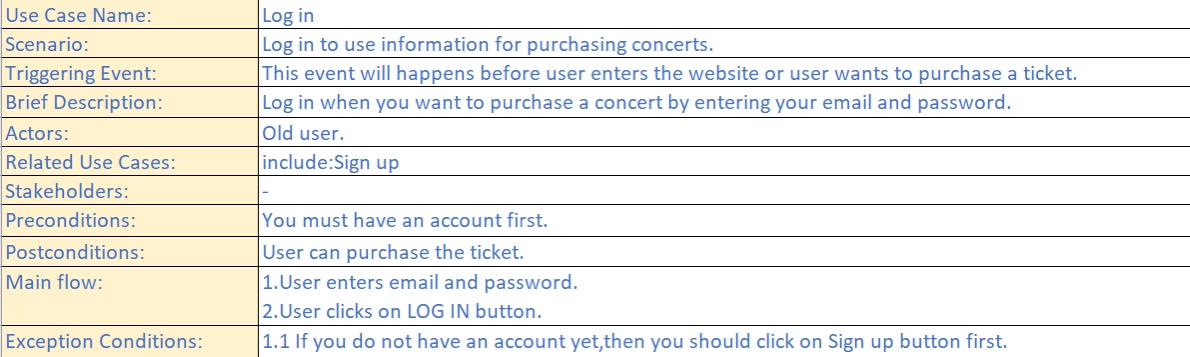 Use Case Name: Log in
Scenario: Log in to use information for purchasing concerts.
Triggering Event: This event will happens before user enters the website or user wants to purchase a ticket.
Brief Description: Log in when you want to purchase a concert by entering your email and password.
Actors: Old user.
Related Use Cases: include:Sign up
Stakeholders: -
Preconditions: You must have an account first.
Postconditions: User can purchase the ticket.
Main flow: 1.User enters email and password.
2.User clicks on LOG IN button.
Exception Conditions: 1.1 If you do not have an account yet,then you should click on Sign up button first.